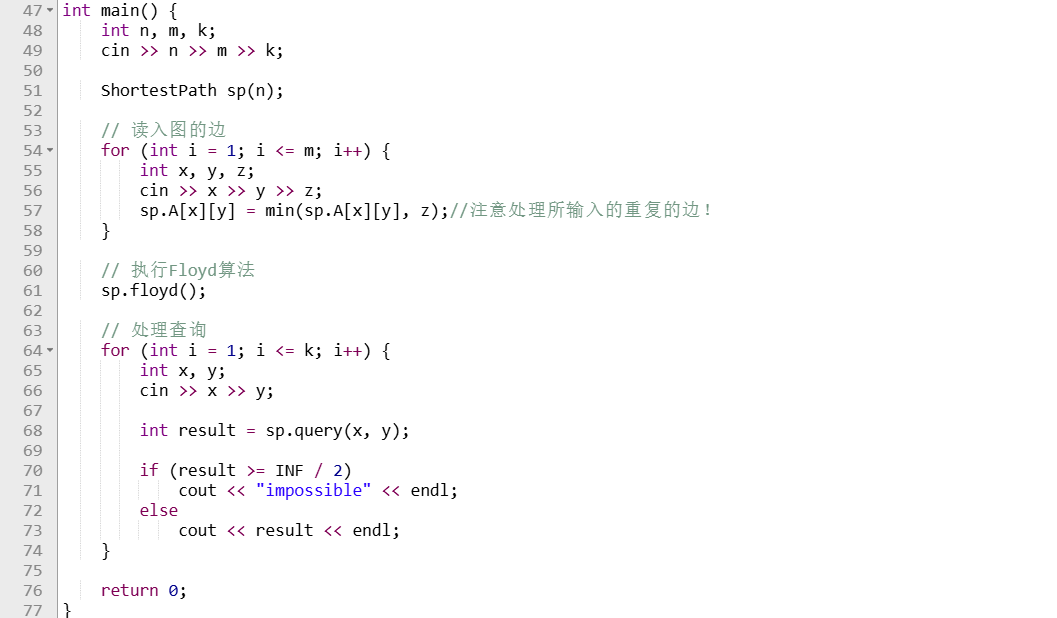 47 int main() {
48     int n, m, k;
49     cin >> n >> m >> k;
50
51     ShortestPath sp(n);
52
53     // 读入图的边
54     for (int i = 1; i <= m; i++) {
55         int x, y, z;
56         cin >> x >> y >> z;
57         sp.A[x][y] = min(sp.A[x][y], z);//注意处理所输入的重复的边!
58     }
59
60     // 执行Floyd算法
61     sp.floyd();
62
63     // 处理查询
64     for (int i = 1; i <= k; i++) {
65         int x, y;
66         cin >> x >> y;
67
68         int result = sp.query(x, y);
69
70         if (result >= INF / 2)
71             cout << "impossible" << endl;
72         else
73             cout << result << endl;
74     }
75
76     return 0;
77 }